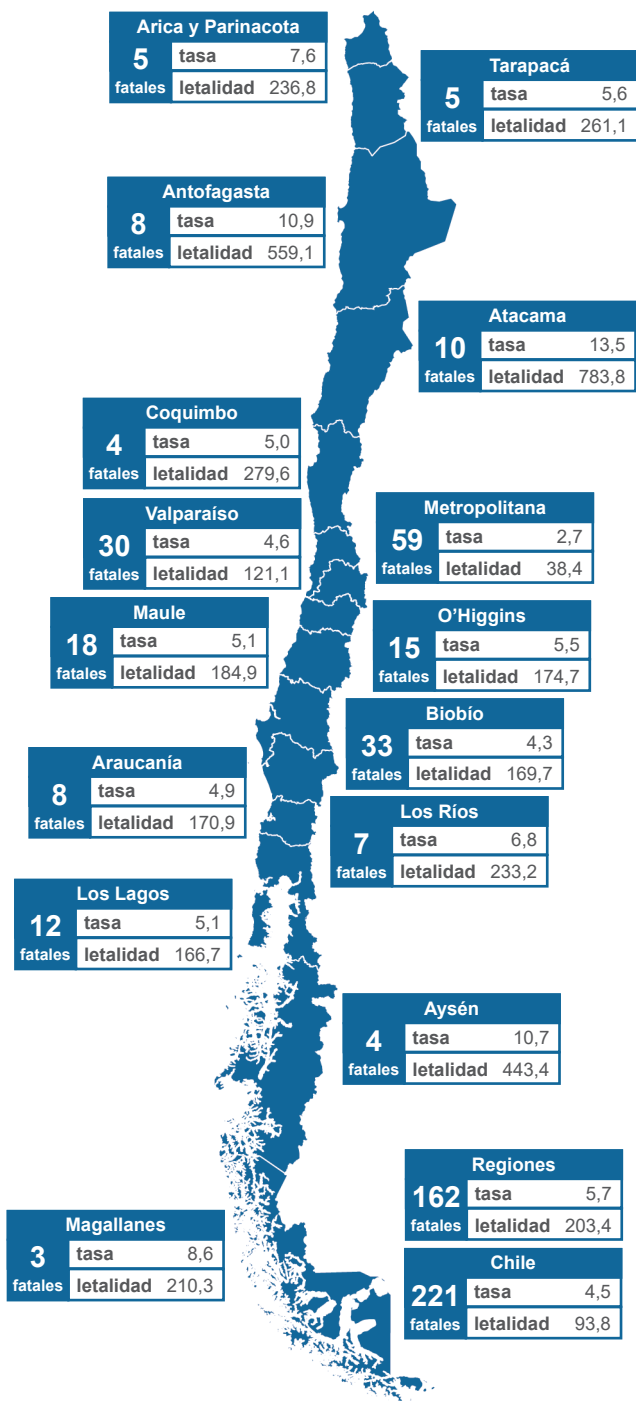 Arica y Parinacota
5 fatales
tasa 7,6
letalidad 236,8
Tarapacá
5 fatales
tasa 5,6
letalidad 261,1
Antofagasta
8 fatales
tasa 10,9
letalidad 559,1
Atacama
10 fatales
tasa 13,5
letalidad 783,8
Coquimbo
4 fatales
tasa 5,0
letalidad 279,6
Valparaíso
30 fatales
tasa 4,6
letalidad 121,1
Metropolitana
59 fatales
tasa 2,7
letalidad 38,4
Maule
18 fatales
tasa 5,1
letalidad 184,9
O’Higgins
15 fatales
tasa 5,5
letalidad 174,7
Biobío
33 fatales
tasa 4,3
letalidad 169,7
Araucanía
8 fatales
tasa 4,9
letalidad 170,9
Los Ríos
7 fatales
tasa 6,8
letalidad 233,2
Los Lagos
12 fatales
tasa 5,1
letalidad 166,7
Aysén
4 fatales
tasa 10,7
letalidad 443,4
Regiones
162 fatales
tasa 5,7
letalidad 203,4
Magallanes
3 fatales
tasa 8,6
letalidad 210,3
Chile
221 fatales
tasa 4,5
letalidad 93,8